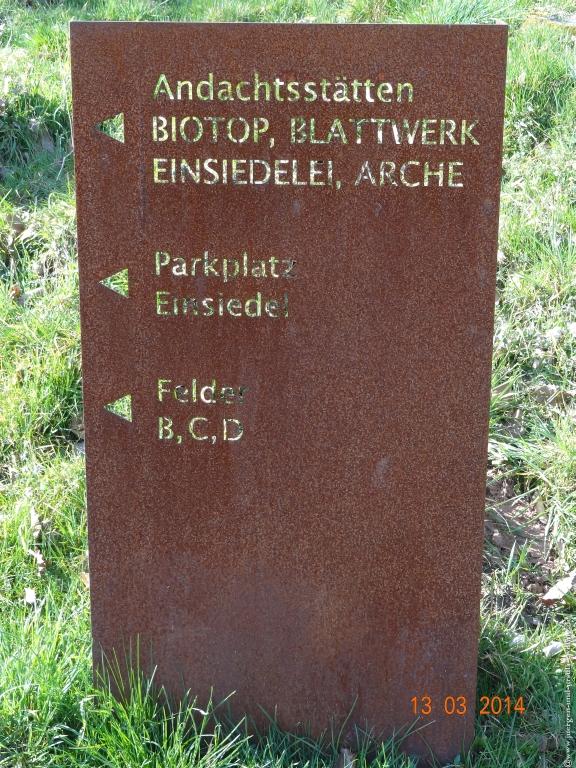 Andachtsstätten
BIOTOP, BLATTWERK
EINSIEDELEI, ARCHE
Parkplatz
Einsiedel
Felder
B, C, D
13 03 2014